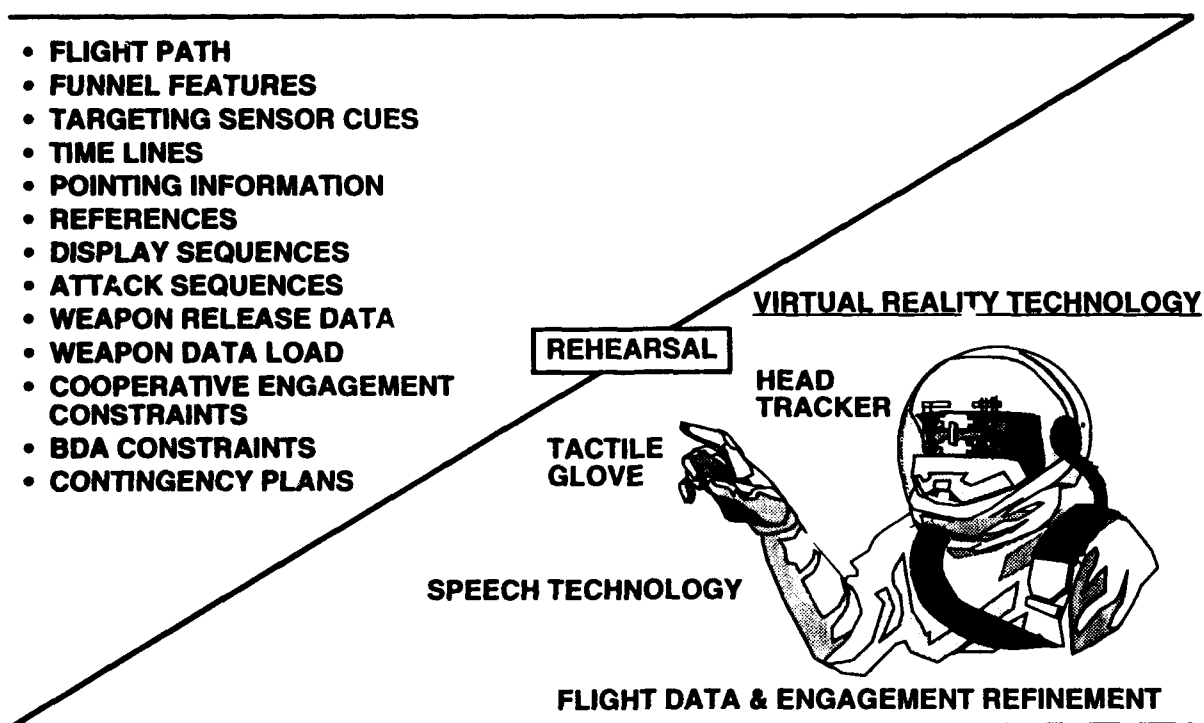 • FLIGHT PATH
• FUNNEL FEATURES
• TARGETING SENSOR CUES
• TIME LINES
• POINTING INFORMATION
• REFERENCES
• DISPLAY SEQUENCES
• ATTACK SEQUENCES
• WEAPON RELEASE DATA
• WEAPON DATA LOAD
• COOPERATIVE ENGAGEMENT
CONSTRAINTS
• BDA CONSTRAINTS
• CONTINGENCY PLANS
REHEARSAL
VIRTUAL REALITY TECHNOLOGY
HEAD
TRACKER
TACTILE
GLOVE
SPEECH TECHNOLOGY
FLIGHT DATA & ENGAGEMENT REFINEMENT